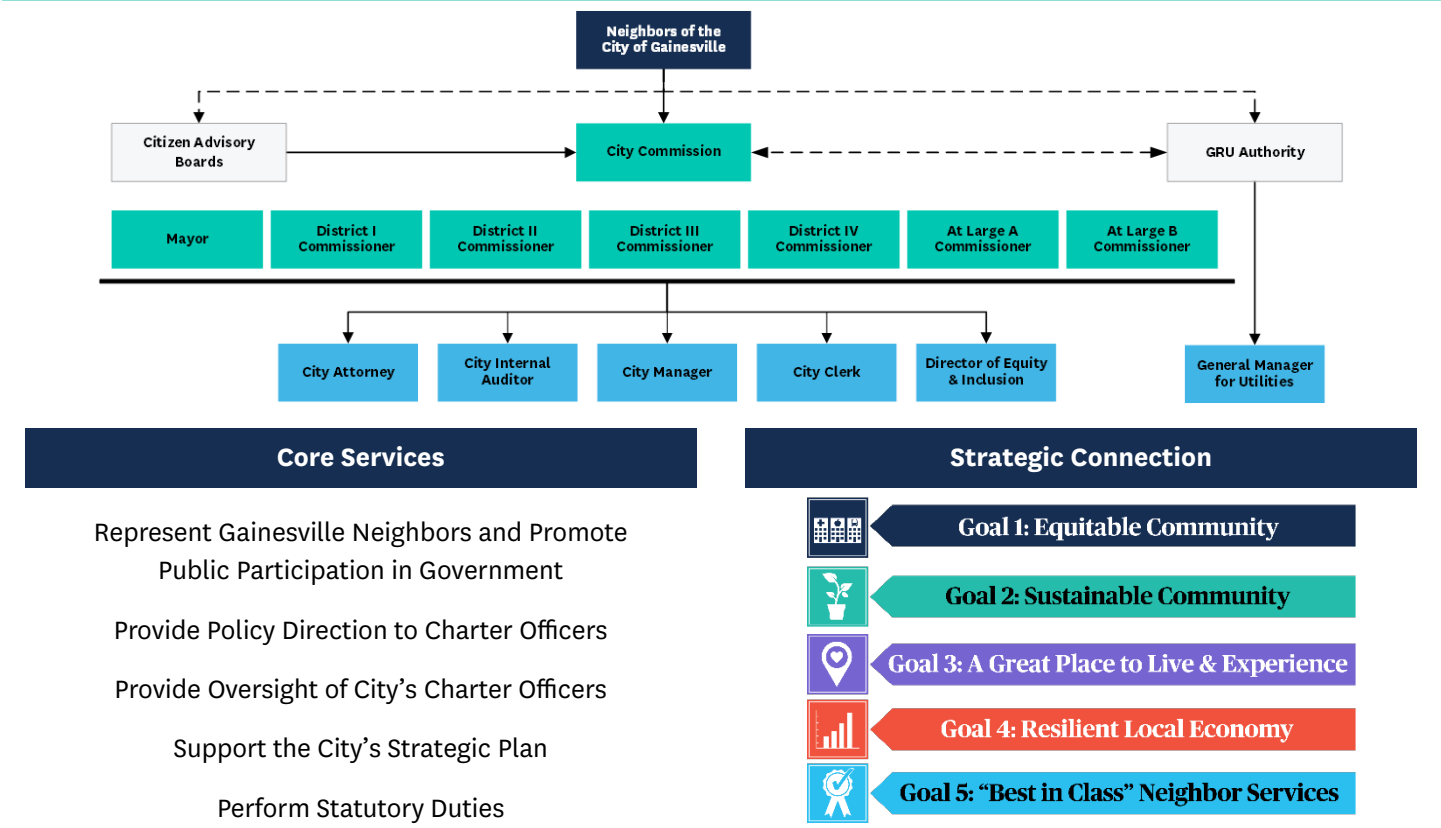 Neighbors of the
City of Gainesville
Citizen Advisory
Boards
City Commission
GRU Authority
Mayor
District I
Commissioner
District II
Commissioner
District III
Commissioner
District IV
Commissioner
At Large A
Commissioner
At Large B
Commissioner
City Attorney
City Internal
Auditor
City Manager
City Clerk
Director of Equity
& Inclusion
General Manager
for Utilities
Core Services
Represent Gainesville Neighbors and Promote
Public Participation in Government
Provide Policy Direction to Charter Officers
Provide Oversight of City’s Charter Officers
Support the City’s Strategic Plan
Perform Statutory Duties
Strategic Connection
Goal 1: Equitable Community
Goal 2: Sustainable Community
Goal 3: A Great Place to Live & Experience
Goal 4: Resilient Local Economy
Goal 5: “Best in Class” Neighbor Services